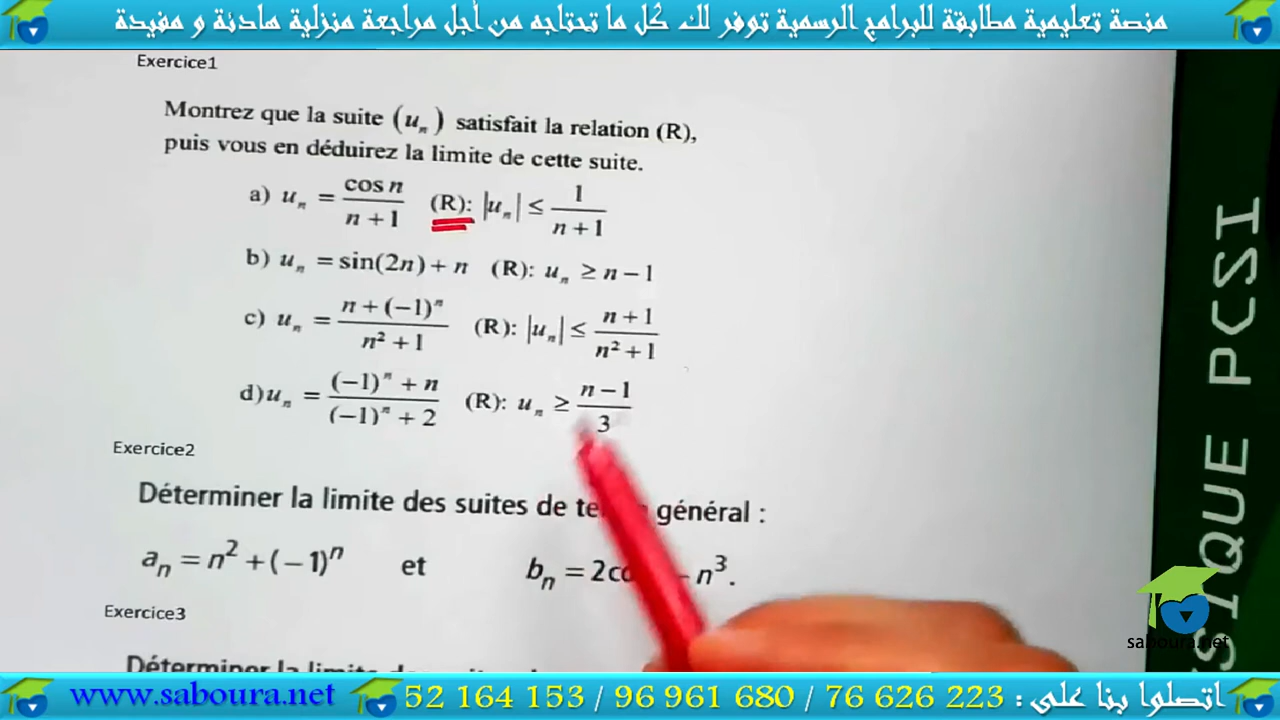 منصة تعليمية مطابقة للبرامج الرسمية توفر لك كل ما تحتاجه من أجل مراجعة منزلية هادئة و مفيدة
Exercice1
Montrez que la suite (uₙ) satisfait la relation (R),
puis vous en déduirez la limite de cette suite.
a) uₙ = cos n / (n + 1) (R): |uₙ| ≤ 1 / (n + 1)
b) uₙ = sin(2n) + n (R): uₙ ≥ n − 1
c) uₙ = (n + (−1)ⁿ) / (n² + 1) (R): |uₙ| ≤ (n + 1) / (n² + 1)
d) uₙ = ((−1)ⁿ + n) / ((−1)ⁿ + 2) (R): uₙ ≥ (n − 1) / 3
Exercice2
Déterminer la limite des suites de général :
aₙ = n² + (−1)ⁿ et bₙ = 2 − n³.
Exercice3
Déterminer la
SIQUE PCSI
saboura.net
www.saboura.net 52 164 153 / 96 961 680 / 76 626 223 : اتصلوا بنا على